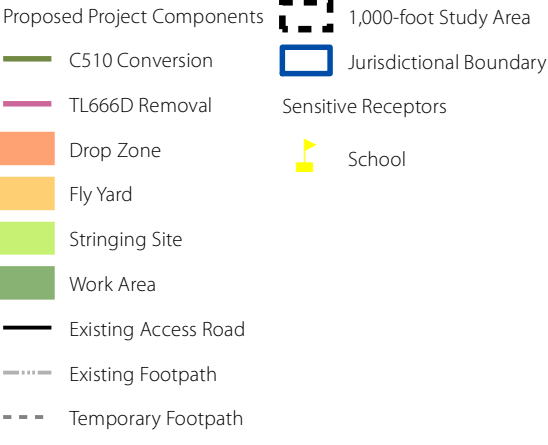 Proposed Project Components
C510 Conversion
TL666D Removal
Drop Zone
Fly Yard
Stringing Site
Work Area
Existing Access Road
Existing Footpath
Temporary Footpath
1,000-foot Study Area
Jurisdictional Boundary
Sensitive Receptors
School